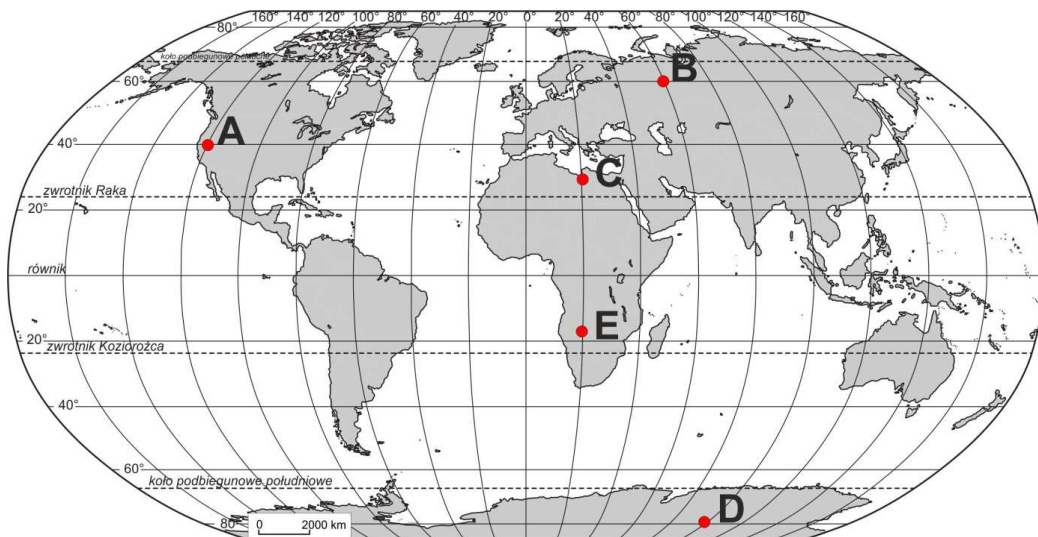 160° 140° 120° 100° 80° 60° 40° 20° 0° 20° 40° 60° 80° 100° 120° 140° 160°
80°
koło podbiegunowe północne
60°
B
A
40°
C
zwrotnik Raka
20°
równik
E
20°
zwrotnik Koziorożca
40°
60°
koło podbiegunowe południowe
D
80°
0 2000 km